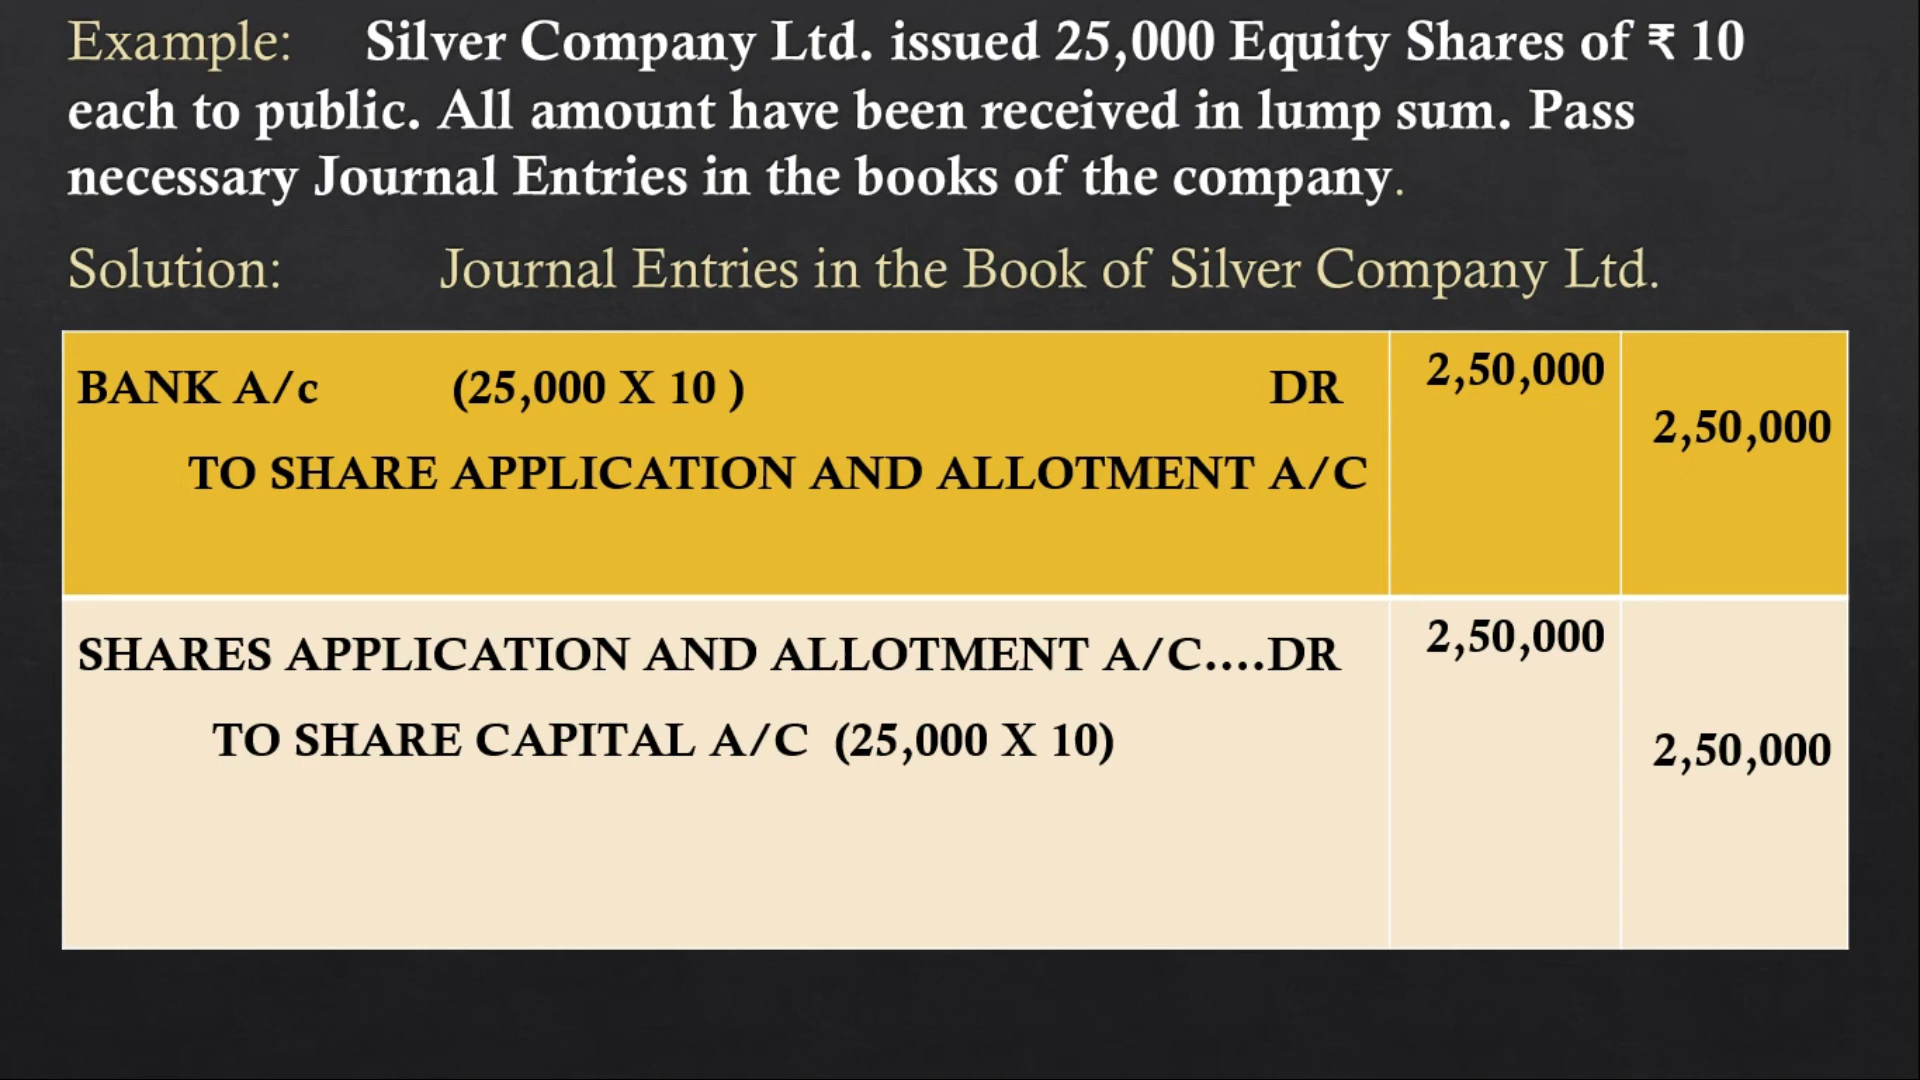 Example: Silver Company Ltd. issued 25,000 Equity Shares of ₹ 10
each to public. All amount have been received in lump sum. Pass
necessary Journal Entries in the books of the company.
Solution: Journal Entries in the Book of Silver Company Ltd.
BANK A/c (25,000 X 10 ) DR 2,50,000
TO SHARE APPLICATION AND ALLOTMENT A/C 2,50,000
SHARES APPLICATION AND ALLOTMENT A/C....DR 2,50,000
TO SHARE CAPITAL A/C (25,000 X 10) 2,50,000